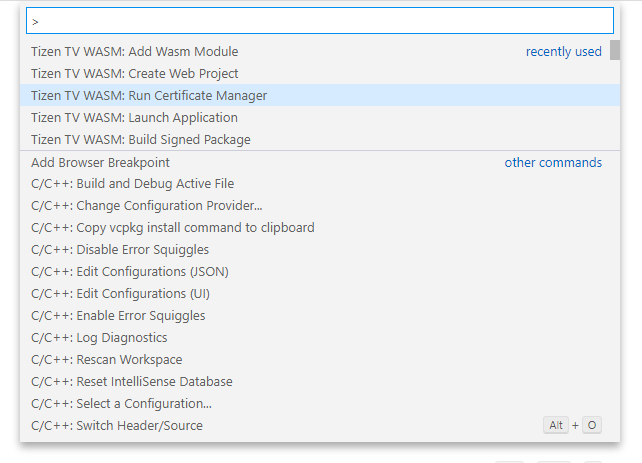 >
Tizen TV WASM: Add Wasm Module recently used
Tizen TV WASM: Create Web Project
Tizen TV WASM: Run Certificate Manager
Tizen TV WASM: Launch Application
Tizen TV WASM: Build Signed Package
Add Browser Breakpoint other commands
C/C++: Build and Debug Active File
C/C++: Change Configuration Provider...
C/C++: Copy vcpkg install command to clipboard
C/C++: Disable Error Squiggles
C/C++: Edit Configurations (JSON)
C/C++: Edit Configurations (UI)
C/C++: Enable Error Squiggles
C/C++: Log Diagnostics
C/C++: Rescan Workspace
C/C++: Reset IntelliSense Database
C/C++: Select a Configuration...
C/C++: Switch Header/Source Alt + O